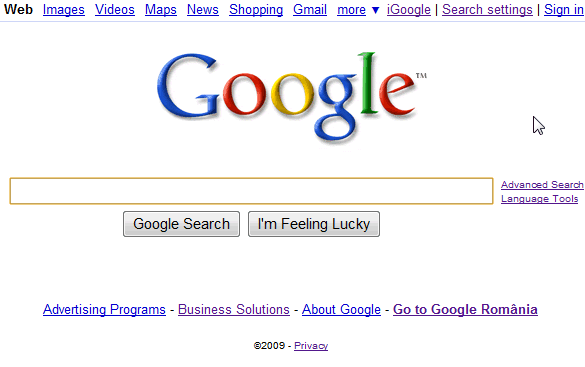 Web Images Videos Maps News Shopping Gmail more ▼ iGoogle | Search settings | Sign in
Google™
Advanced Search
Language Tools
Google Search I'm Feeling Lucky
Advertising Programs - Business Solutions - About Google - Go to Google România
©2009 - Privacy